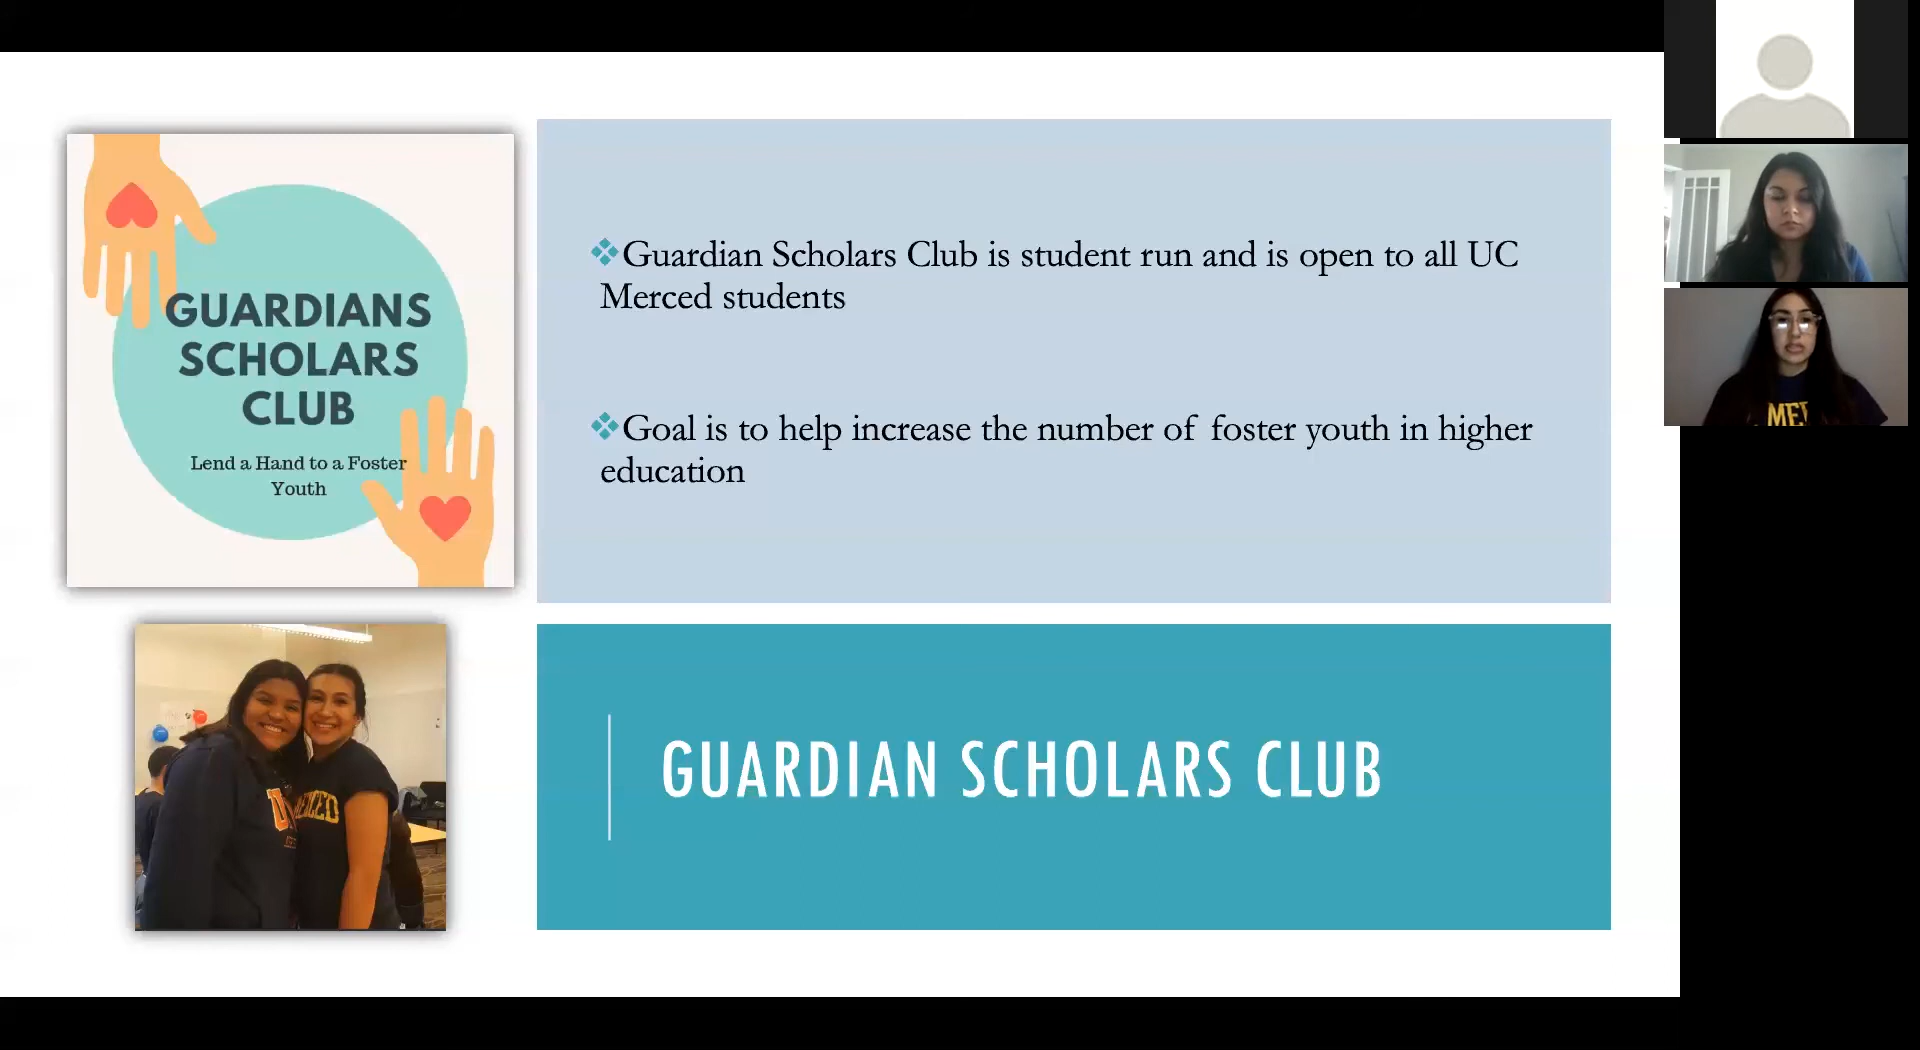 GUARDIANS
SCHOLARS
CLUB
Lend a Hand to a Foster
Youth
❖Guardian Scholars Club is student run and is open to all UC
Merced students
❖Goal is to help increase the number of foster youth in higher
education
GUARDIAN SCHOLARS CLUB
MERCED